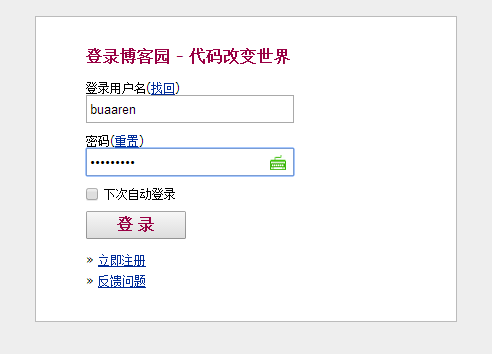 登录博客园 - 代码改变世界
登录用户名(找回)
buaaren
密码(重置)
•••••••••
下次自动登录
登 录
» 立即注册
» 反馈问题